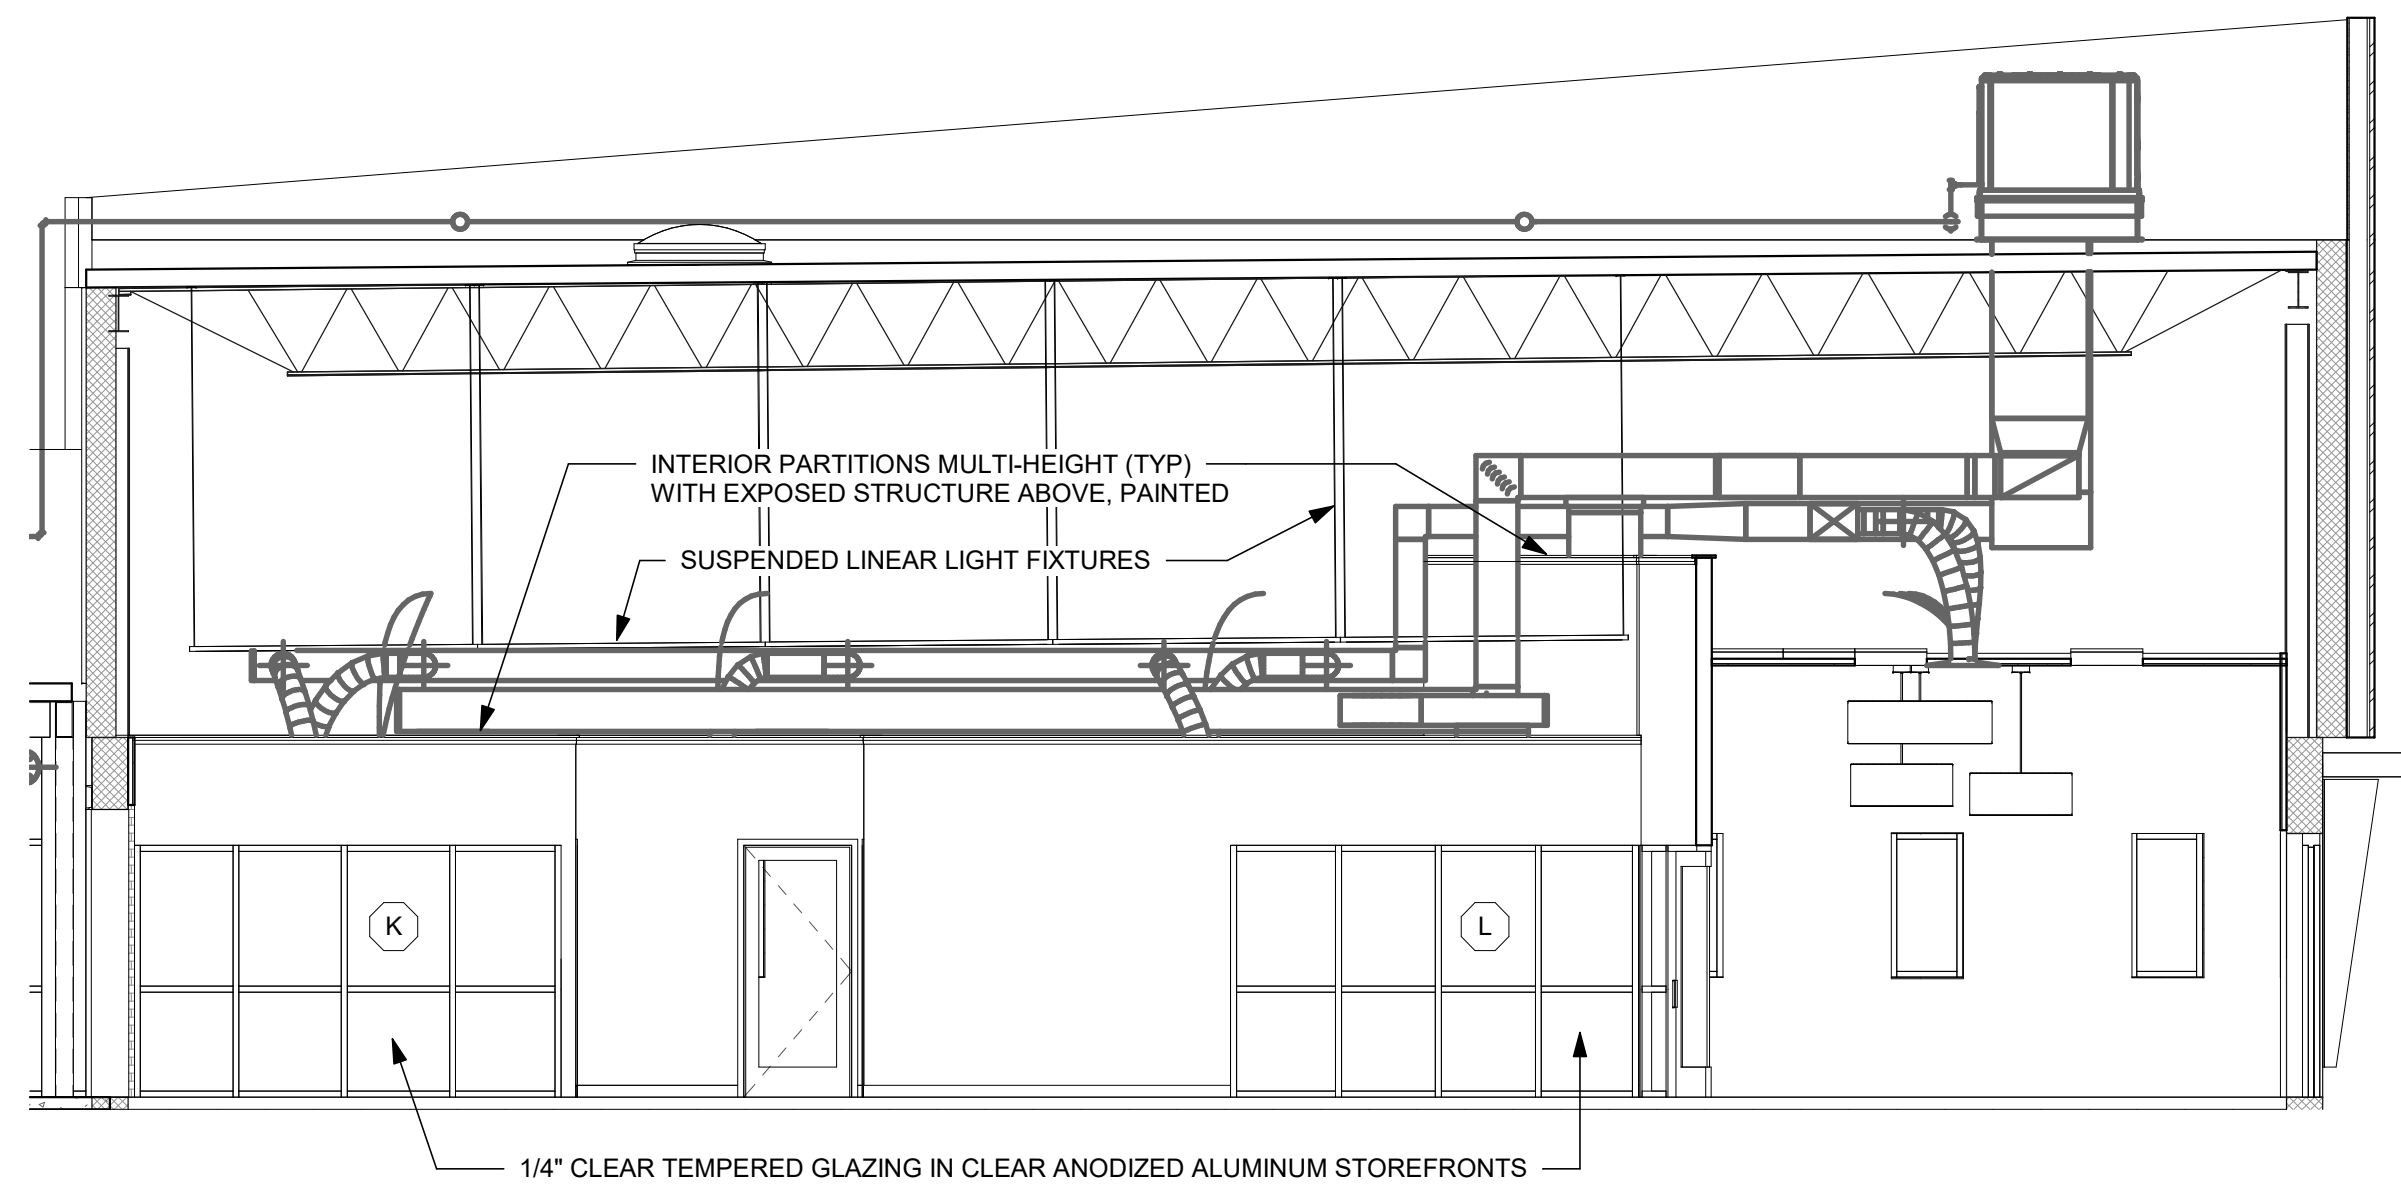 INTERIOR PARTITIONS MULTI-HEIGHT (TYP)
WITH EXPOSED STRUCTURE ABOVE, PAINTED
SUSPENDED LINEAR LIGHT FIXTURES
K
L
1/4" CLEAR TEMPERED GLAZING IN CLEAR ANODIZED ALUMINUM STOREFRONTS